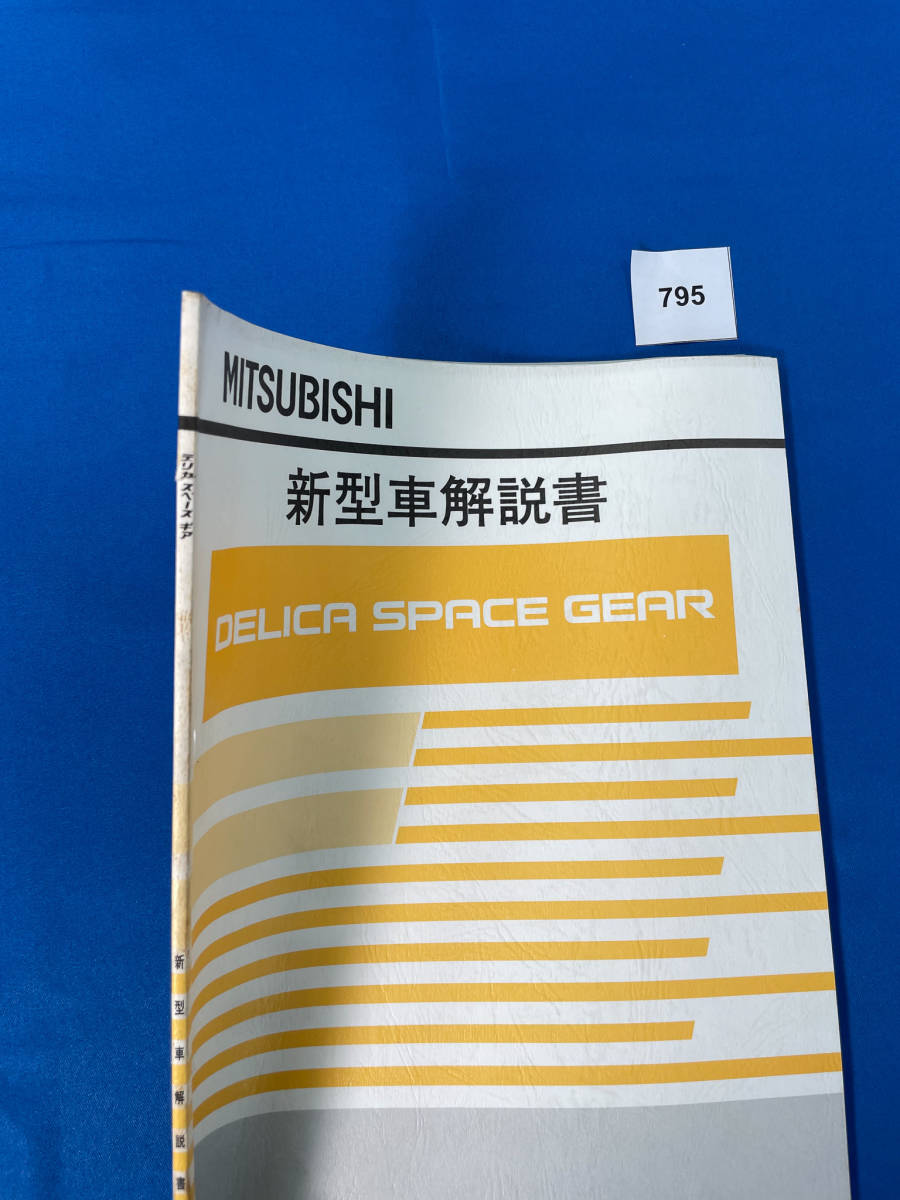 795
MITSUBISHI
新型車解説書
DELICA SPACE GEAR
デリカ スペース ギア
新型車解説書